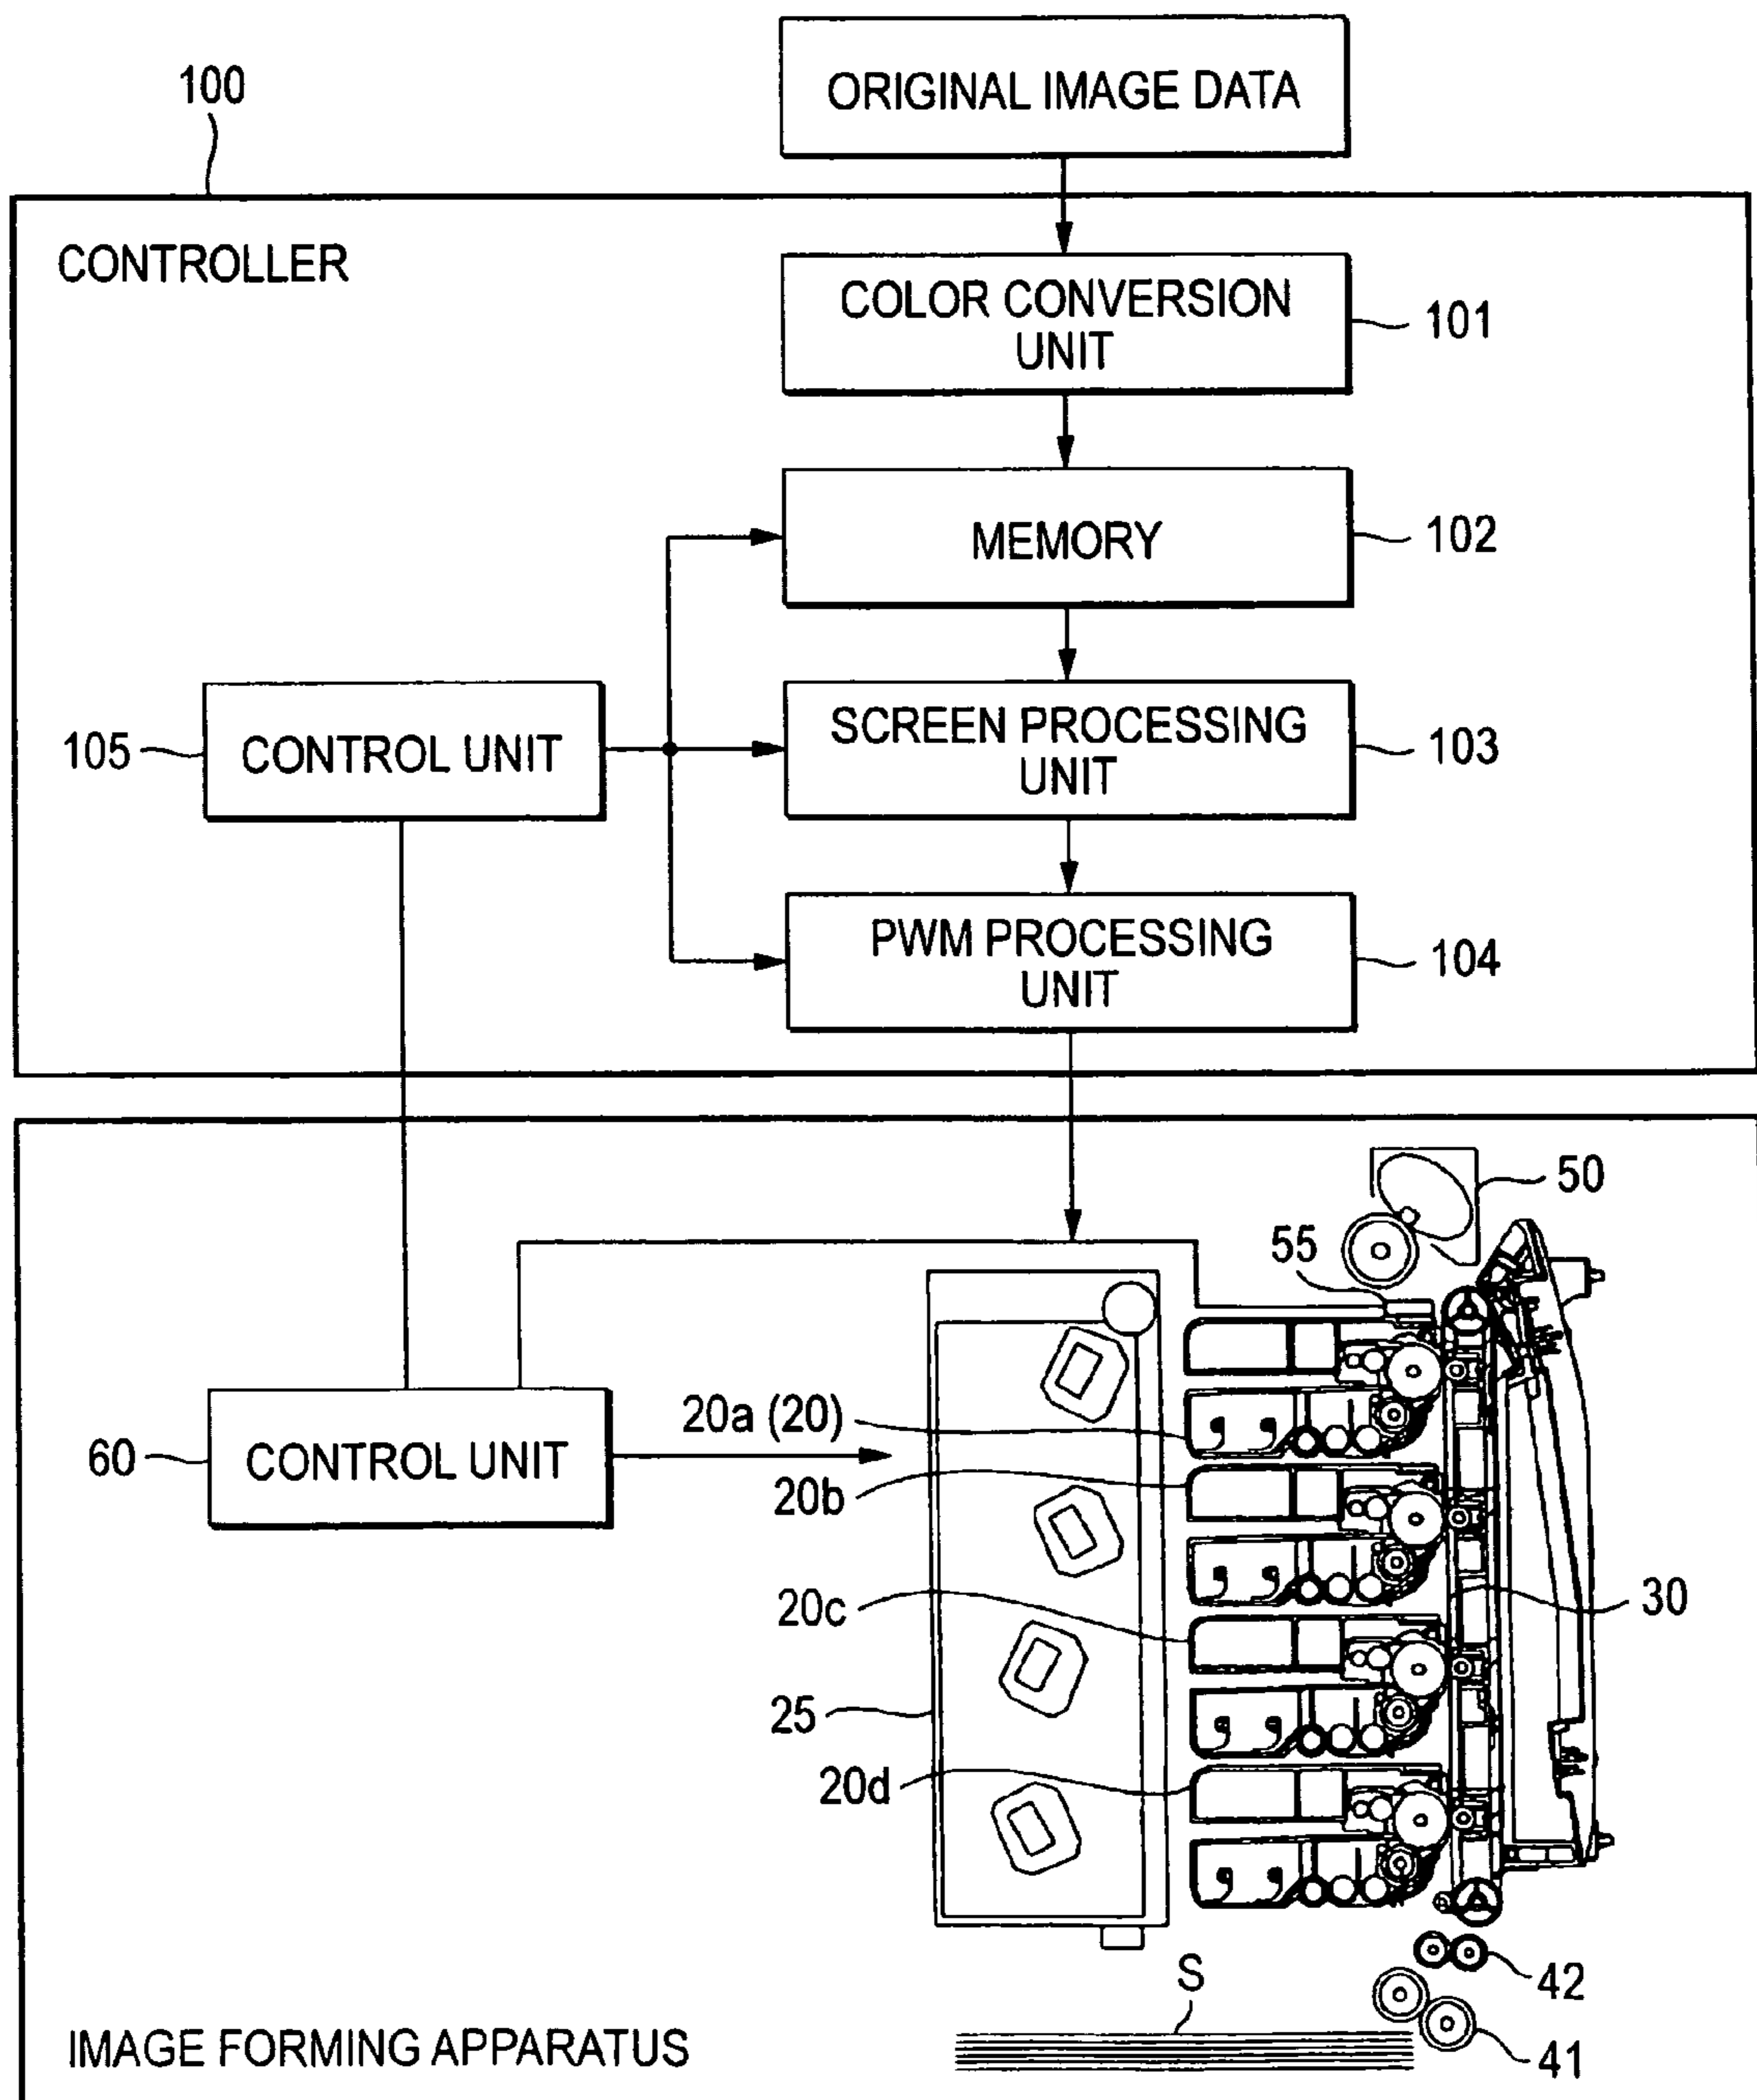 ORIGINAL IMAGE DATA
100
CONTROLLER
COLOR CONVERSION
UNIT
101
MEMORY
102
105
CONTROL UNIT
SCREEN PROCESSING
UNIT
103
PWM PROCESSING
UNIT
104
50
55
60
CONTROL UNIT
20a (20)
20b
20c
30
25
20d
42
S
41
IMAGE FORMING APPARATUS